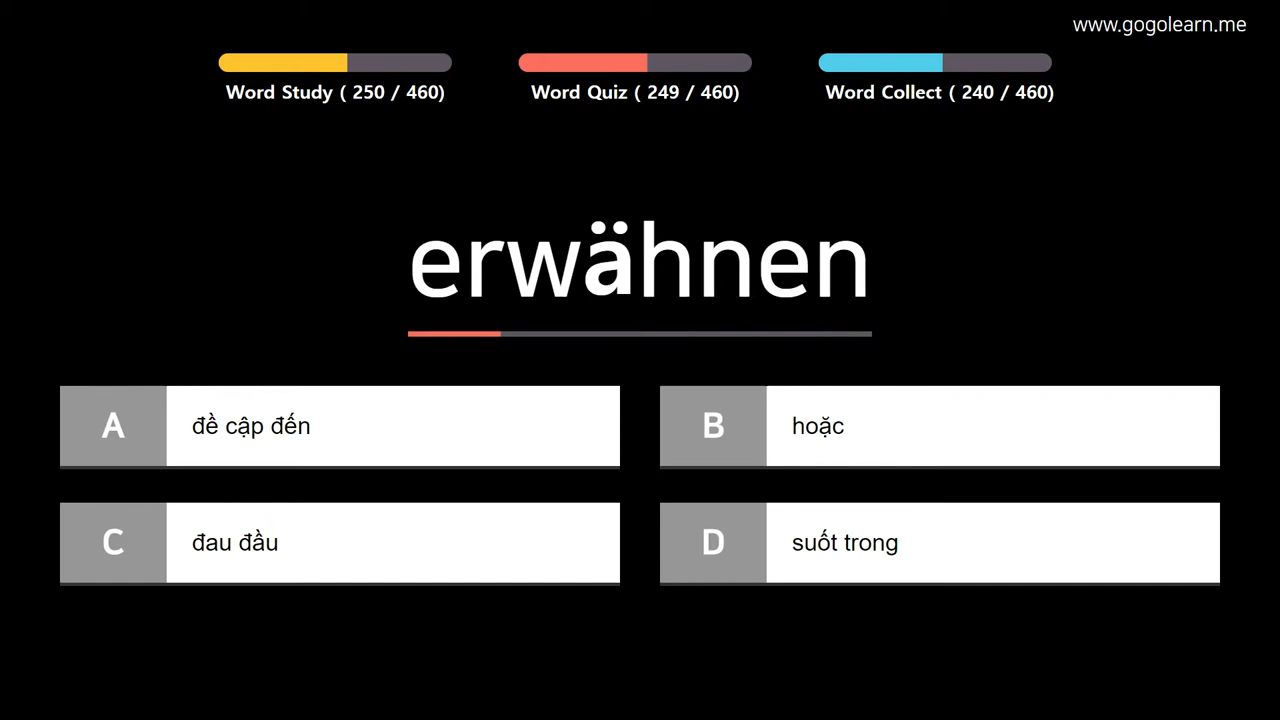 www.gogolearn.me
Word Study ( 250 / 460)
Word Quiz ( 249 / 460)
Word Collect ( 240 / 460)
erwähnen
A đề cập đến
B hoặc
C đau đầu
D suốt trong